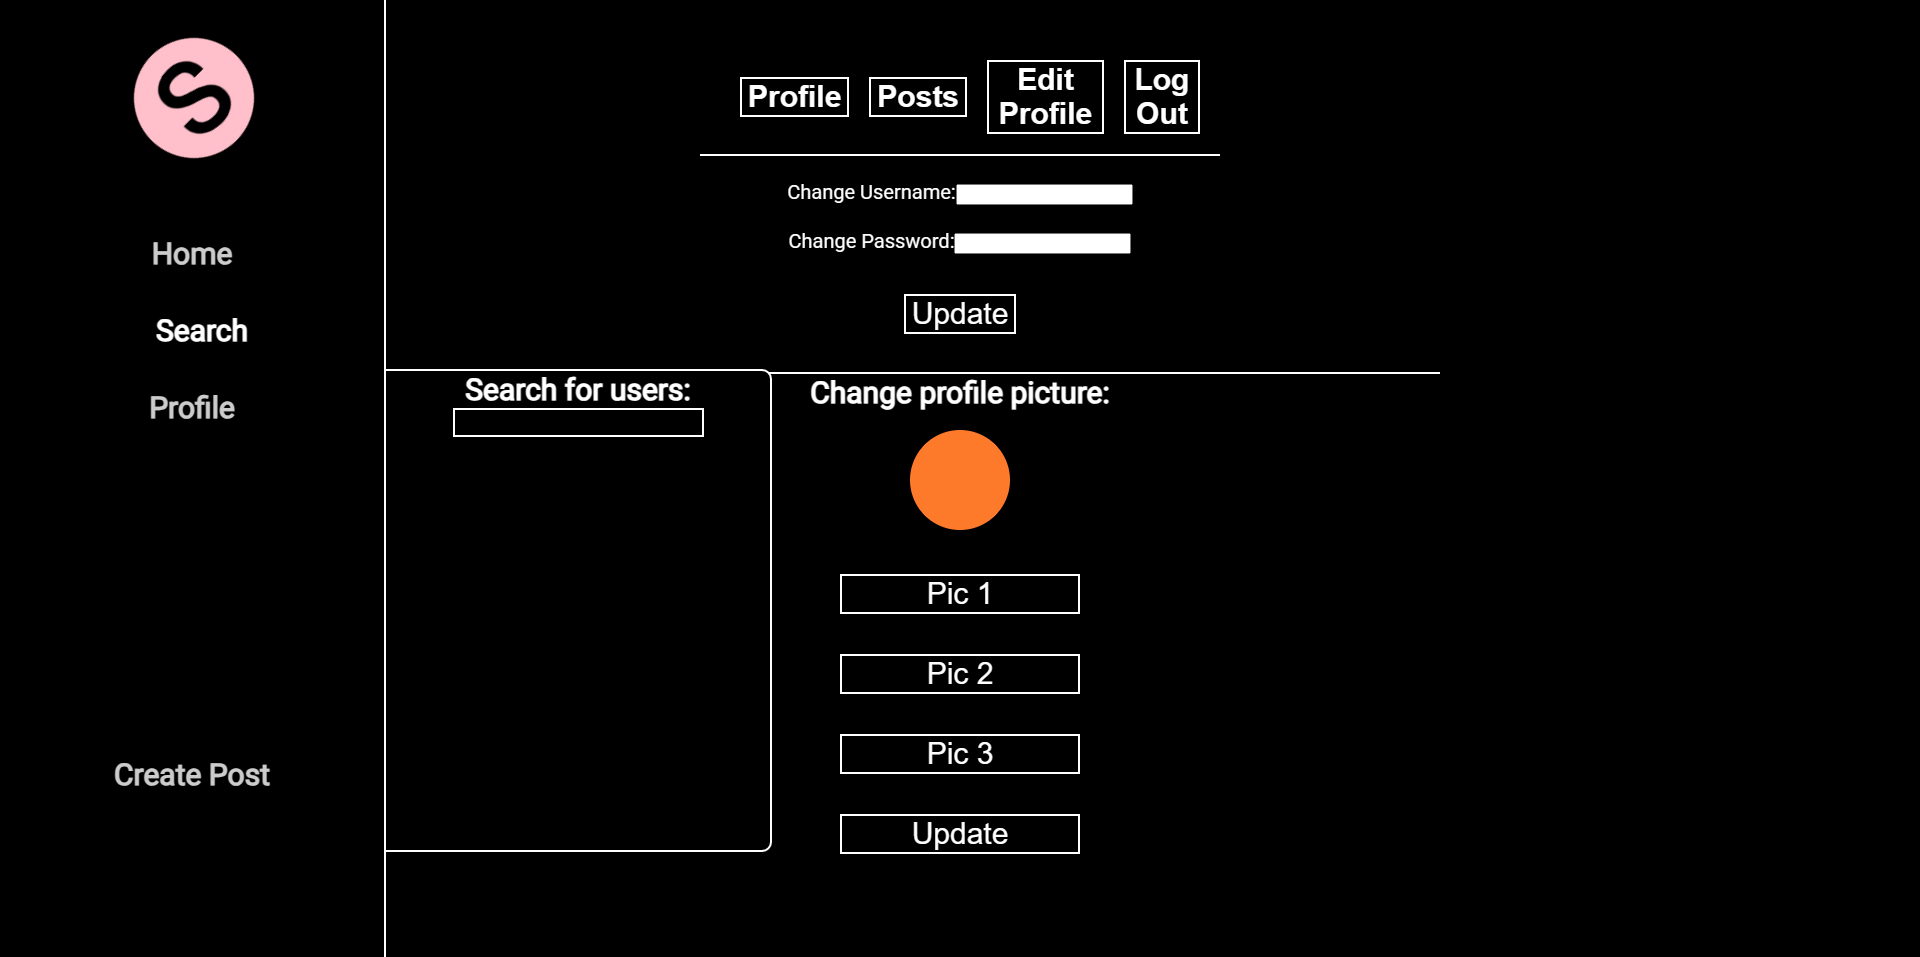 S
Home
Search
Profile
Create Post
Profile
Posts
Edit
Profile
Log
Out
Change Username:
Change Password:
Update
Search for users:
Change profile picture:
Pic 1
Pic 2
Pic 3
Update